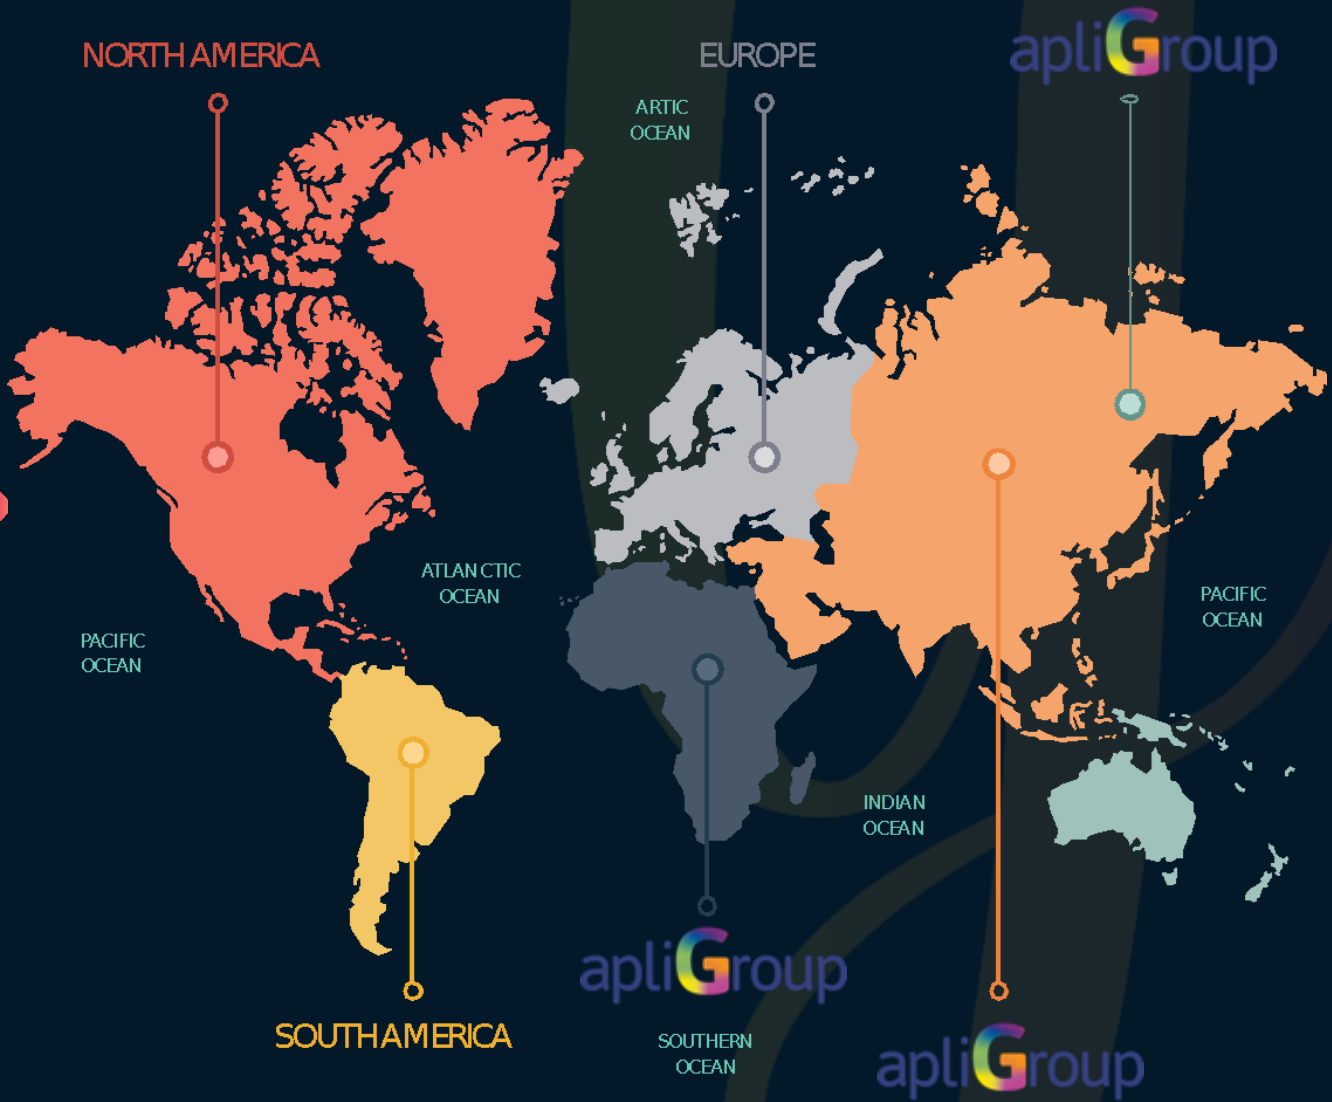 NORTH AMERICA
EUROPE
apliGroup
ARTIC
OCEAN
ATLANCTIC
OCEAN
PACIFIC
OCEAN
PACIFIC
OCEAN
INDIAN
OCEAN
apliGroup
SOUTH AMERICA
SOUTHERN
OCEAN
apliGroup